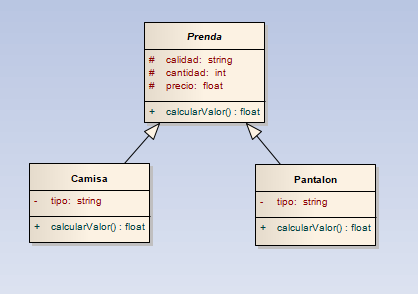 Prenda
# calidad: string
# cantidad: int
# precio: float
+ calcularValor() : float
Camisa
- tipo: string
+ calcularValor() : float
Pantalon
- tipo: string
+ calcularValor() : float